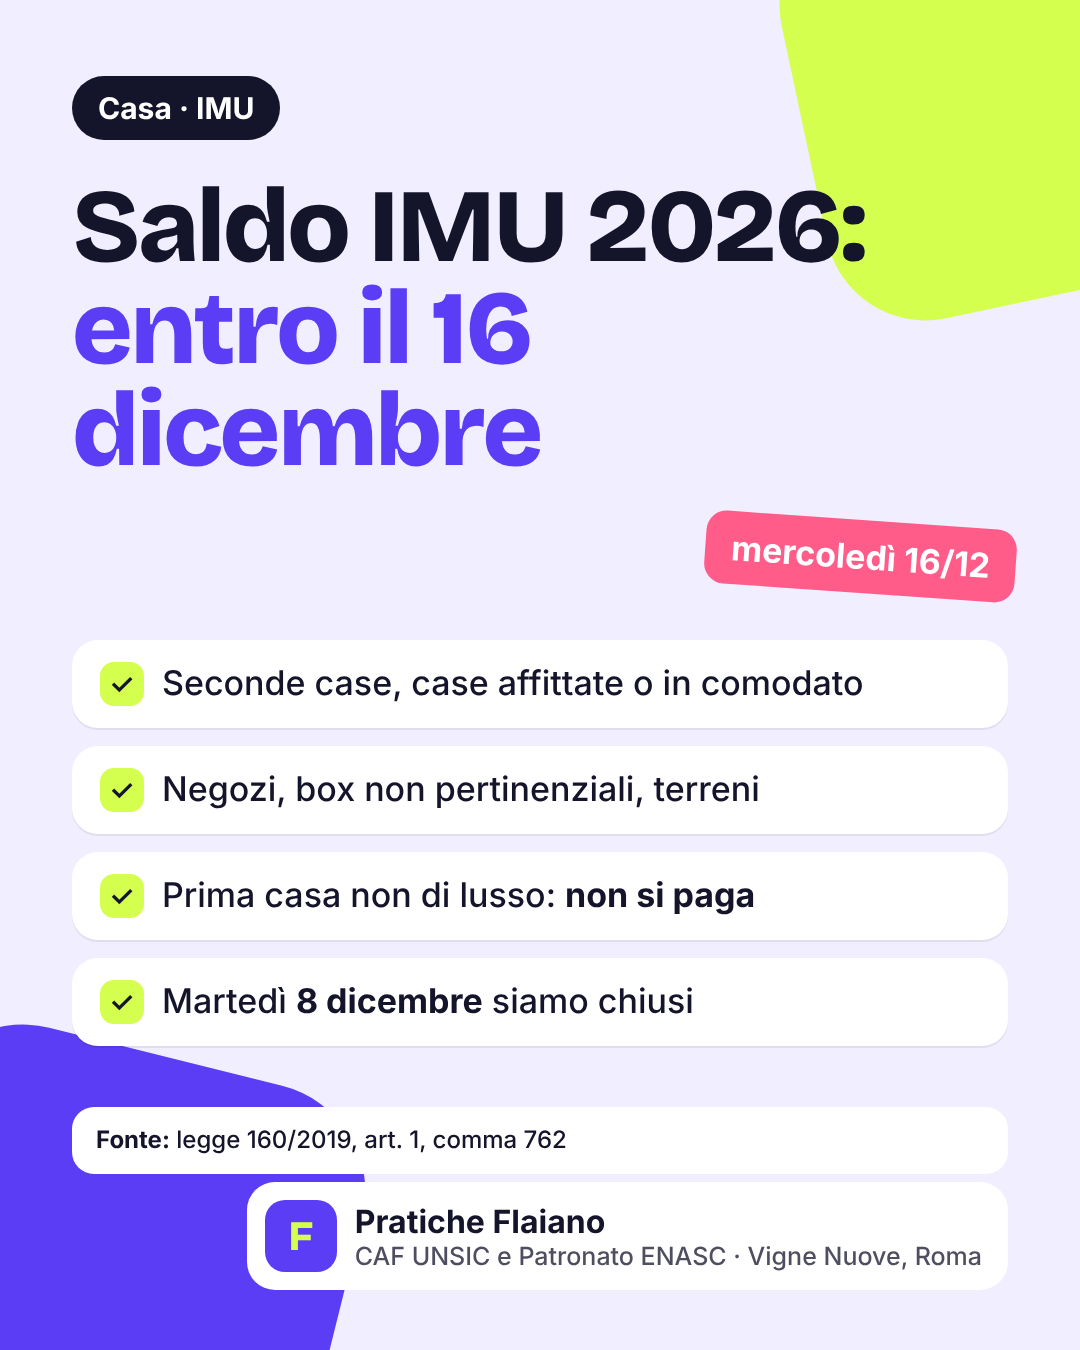 Casa · IMU
Saldo IMU 2026:
entro il 16
dicembre
mercoledì 16/12
Seconde case, case affittate o in comodato
Negozi, box non pertinenziali, terreni
Prima casa non di lusso: non si paga
Martedì 8 dicembre siamo chiusi
Fonte: legge 160/2019, art. 1, comma 762
F
Pratiche Flaiano
CAF UNSIC e Patronato ENASC · Vigne Nuove, Roma